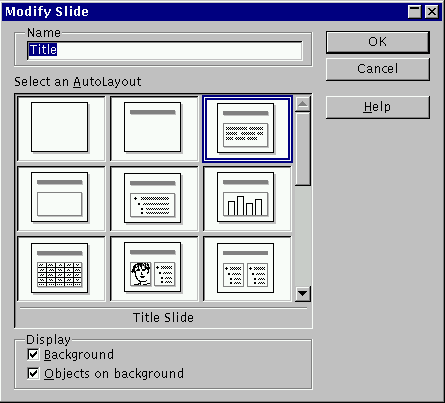 Modify Slide
Name
Title
OK
Cancel
Help
Select an AutoLayout
Title Slide
Display
Background
Objects on background